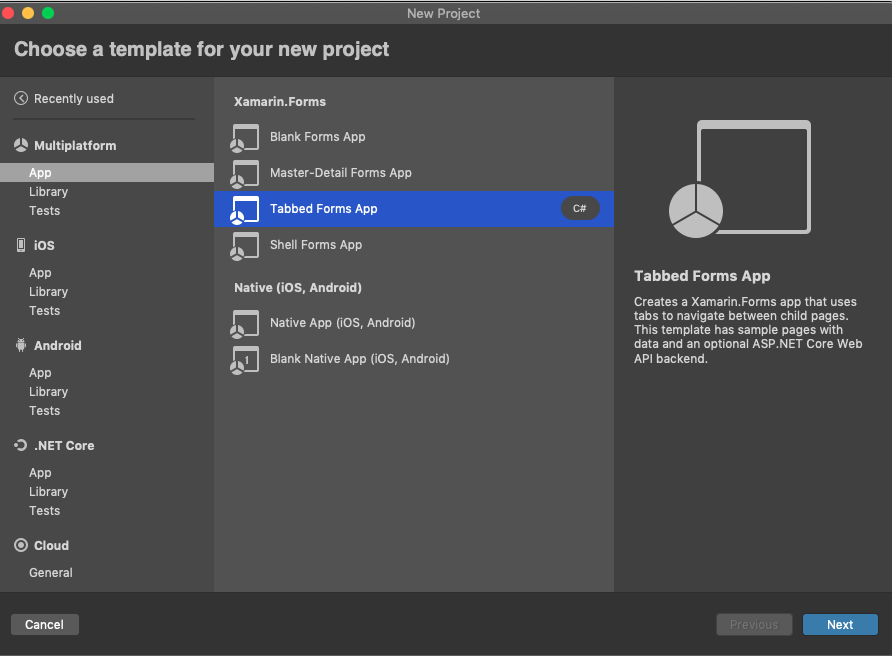 New Project
Choose a template for your new project
Recently used
Multiplatform
App
Library
Tests
iOS
App
Library
Tests
Android
App
Library
Tests
.NET Core
App
Library
Tests
Cloud
General
Xamarin.Forms
Blank Forms App
Master-Detail Forms App
Tabbed Forms App
C#
Shell Forms App
Native (iOS, Android)
Native App (iOS, Android)
1
Blank Native App (iOS, Android)
Tabbed Forms App
Creates a Xamarin.Forms app that uses
tabs to navigate between child pages.
This template has sample pages with
data and an optional ASP.NET Core Web
API backend.
Cancel
Previous
Next